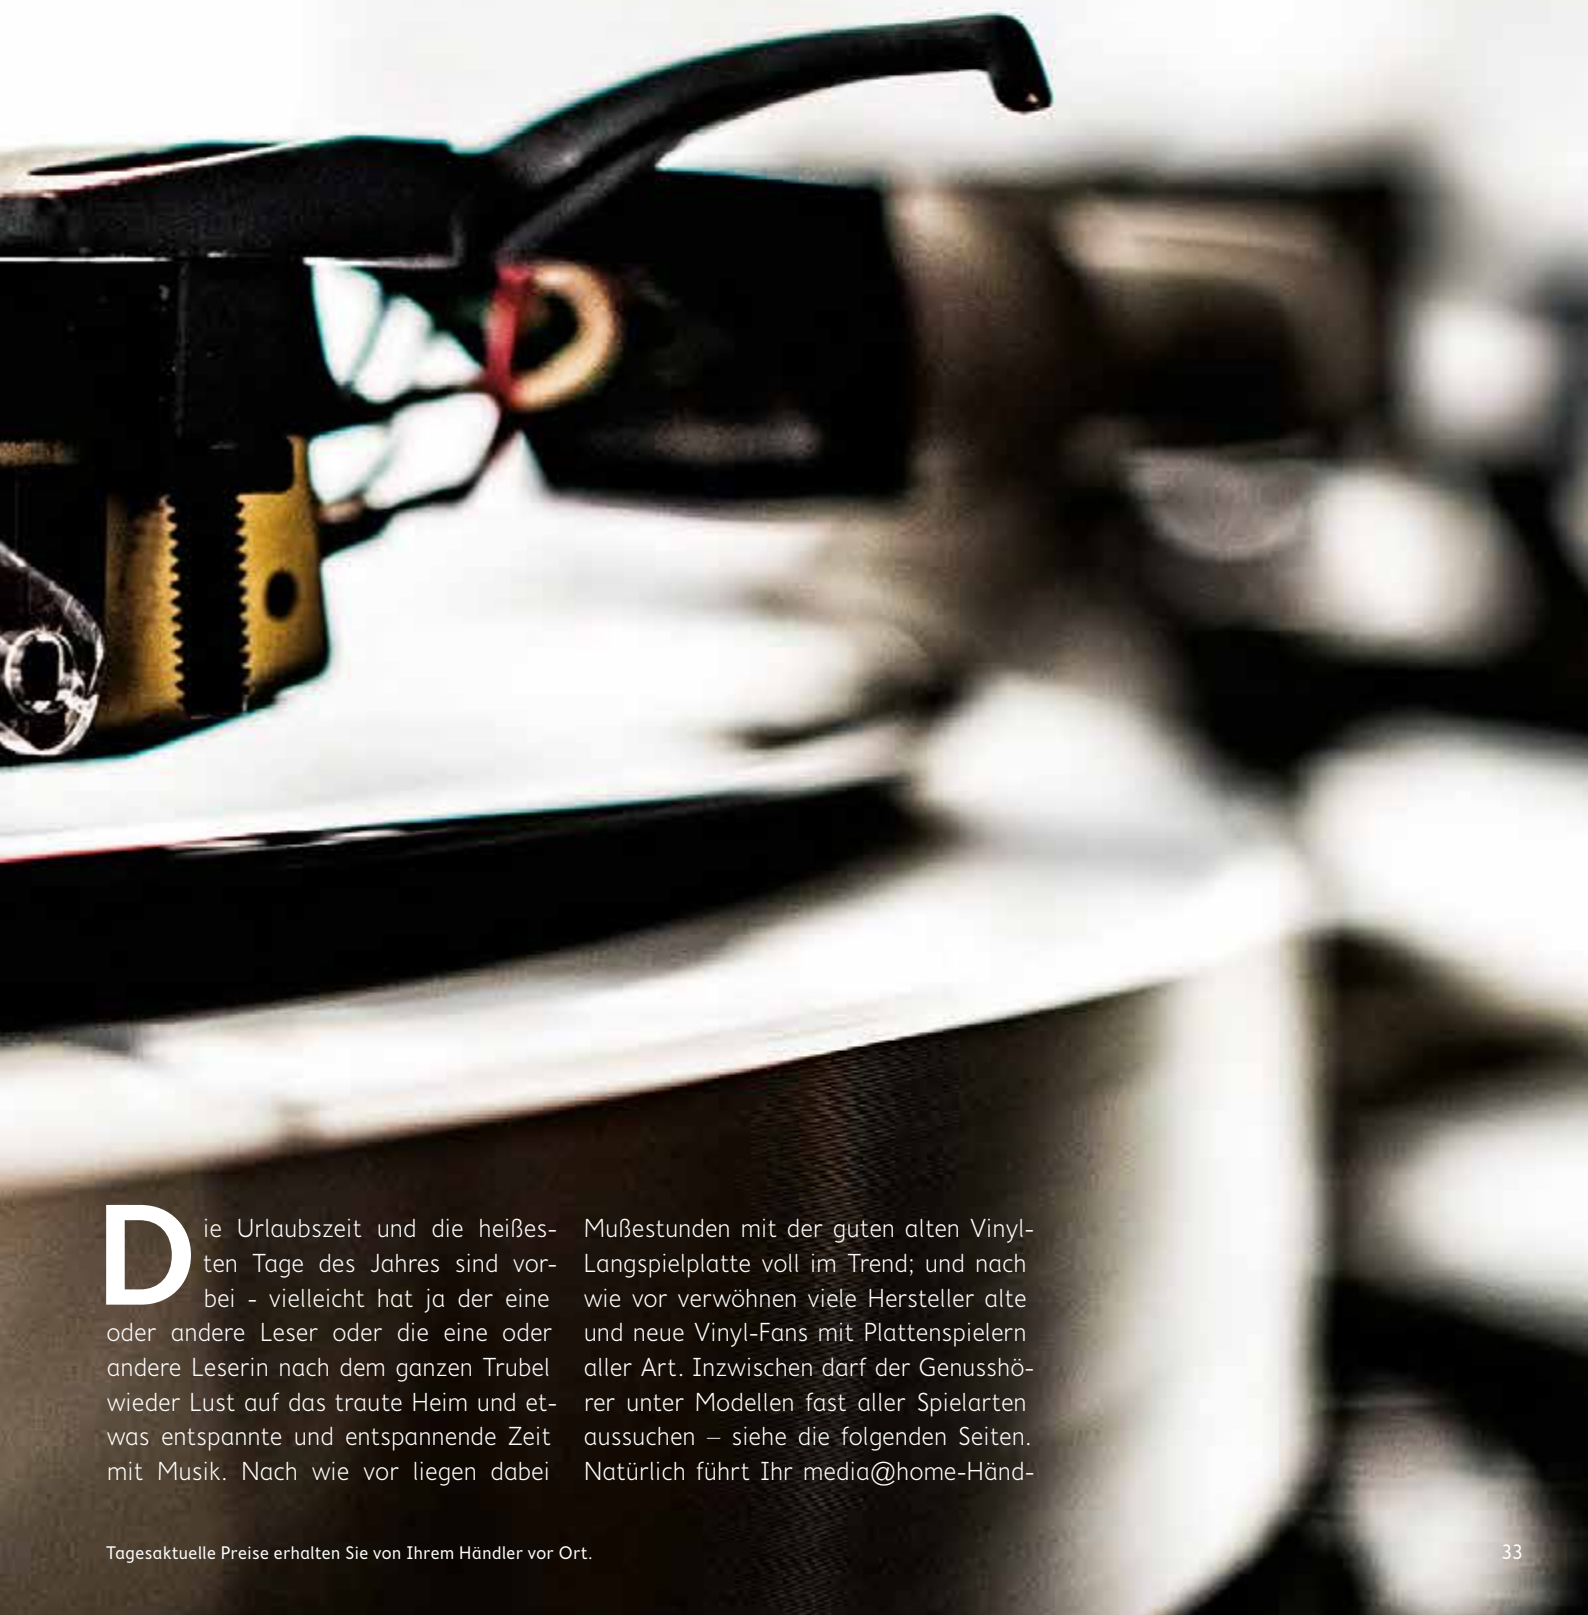 Die Urlaubszeit und die heißes-
ten Tage des Jahres sind vor-
bei - vielleicht hat ja der eine
oder andere Leser oder die eine oder
andere Leserin nach dem ganzen Trubel
wieder Lust auf das traute Heim und et-
was entspannte und entspannende Zeit
mit Musik. Nach wie vor liegen dabei
Mußestunden mit der guten alten Vinyl-
Langspielplatte voll im Trend; und nach
wie vor verwöhnen viele Hersteller alte
und neue Vinyl-Fans mit Plattenspielern
aller Art. Inzwischen darf der Genusshö-
rer unter Modellen fast aller Spielarten
aussuchen – siehe die folgenden Seiten.
Natürlich führt Ihr media@home-Händ-
Tagesaktuelle Preise erhalten Sie von Ihrem Händler vor Ort.
33